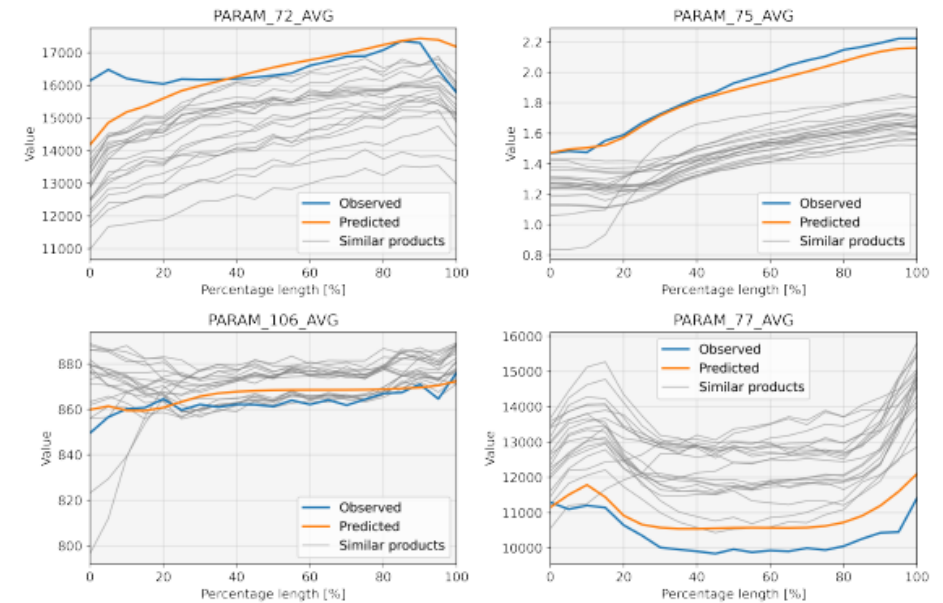 PARAM_72_AVG
17000
16000
15000
14000
13000
12000
11000
Value
Observed
Predicted
Similar products
0 20 40 60 80 100
Percentage length [%]
PARAM_75_AVG
2.2
2.0
1.8
1.6
1.4
1.2
1.0
0.8
Value
Observed
Predicted
Similar products
0 20 40 60 80 100
Percentage length [%]
PARAM_106_AVG
880
860
840
820
800
Value
Observed
Predicted
Similar products
0 20 40 60 80 100
Percentage length [%]
PARAM_77_AVG
16000
15000
14000
13000
12000
11000
10000
Value
Observed
Predicted
Similar products
0 20 40 60 80 100
Percentage length [%]